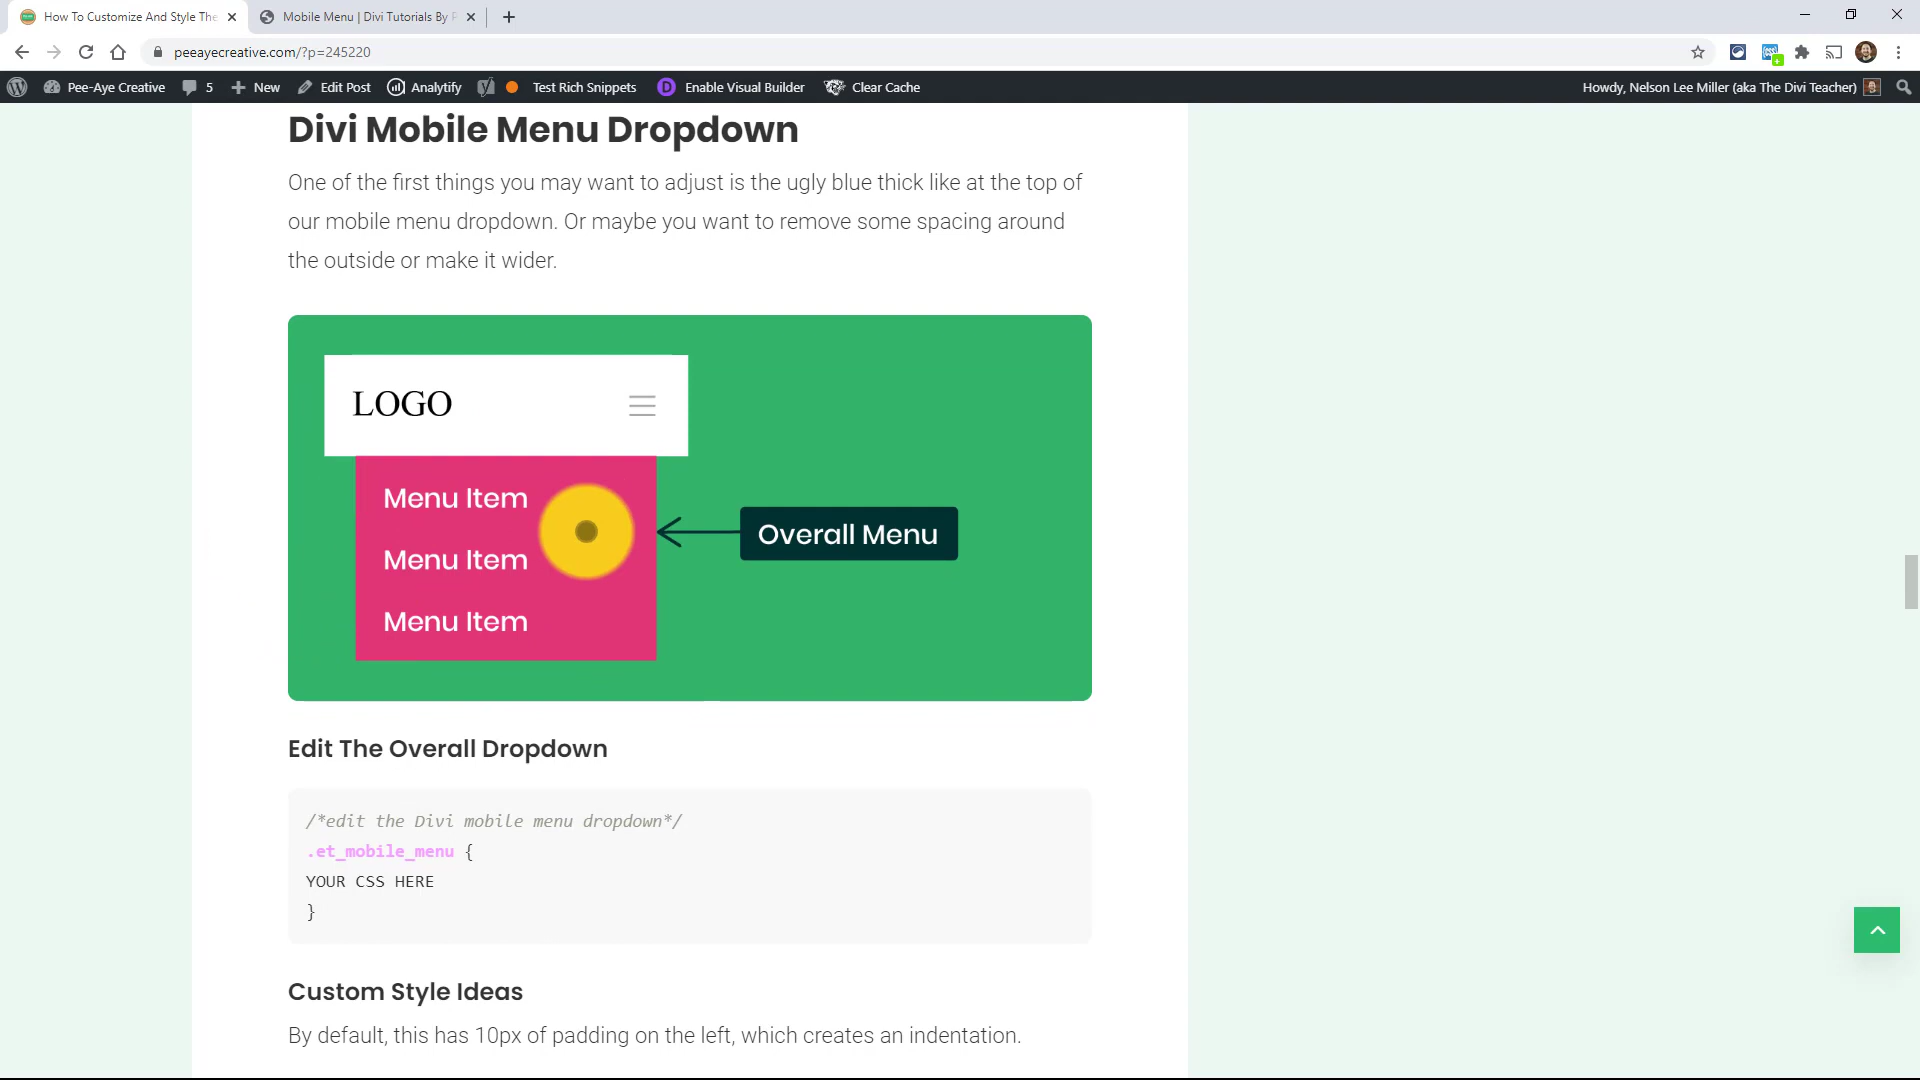 How To Customize And Style The
Mobile Menu | Divi Tutorials By P
peeayecreative.com/?p=245220
Pee-Aye Creative
5
New
Edit Post
Analytify
Test Rich Snippets
D
Enable Visual Builder
Clear Cache
Howdy, Nelson Lee Miller (aka The Divi Teacher)
Divi Mobile Menu Dropdown
One of the first things you may want to adjust is the ugly blue thick like at the top of
our mobile menu dropdown. Or maybe you want to remove some spacing around
the outside or make it wider.
LOGO
Menu Item
Menu Item
Menu Item
Overall Menu
Edit The Overall Dropdown
/*edit the Divi mobile menu dropdown*/
.et_mobile_menu {
YOUR CSS HERE
}
Custom Style Ideas
By default, this has 10px of padding on the left, which creates an indentation.